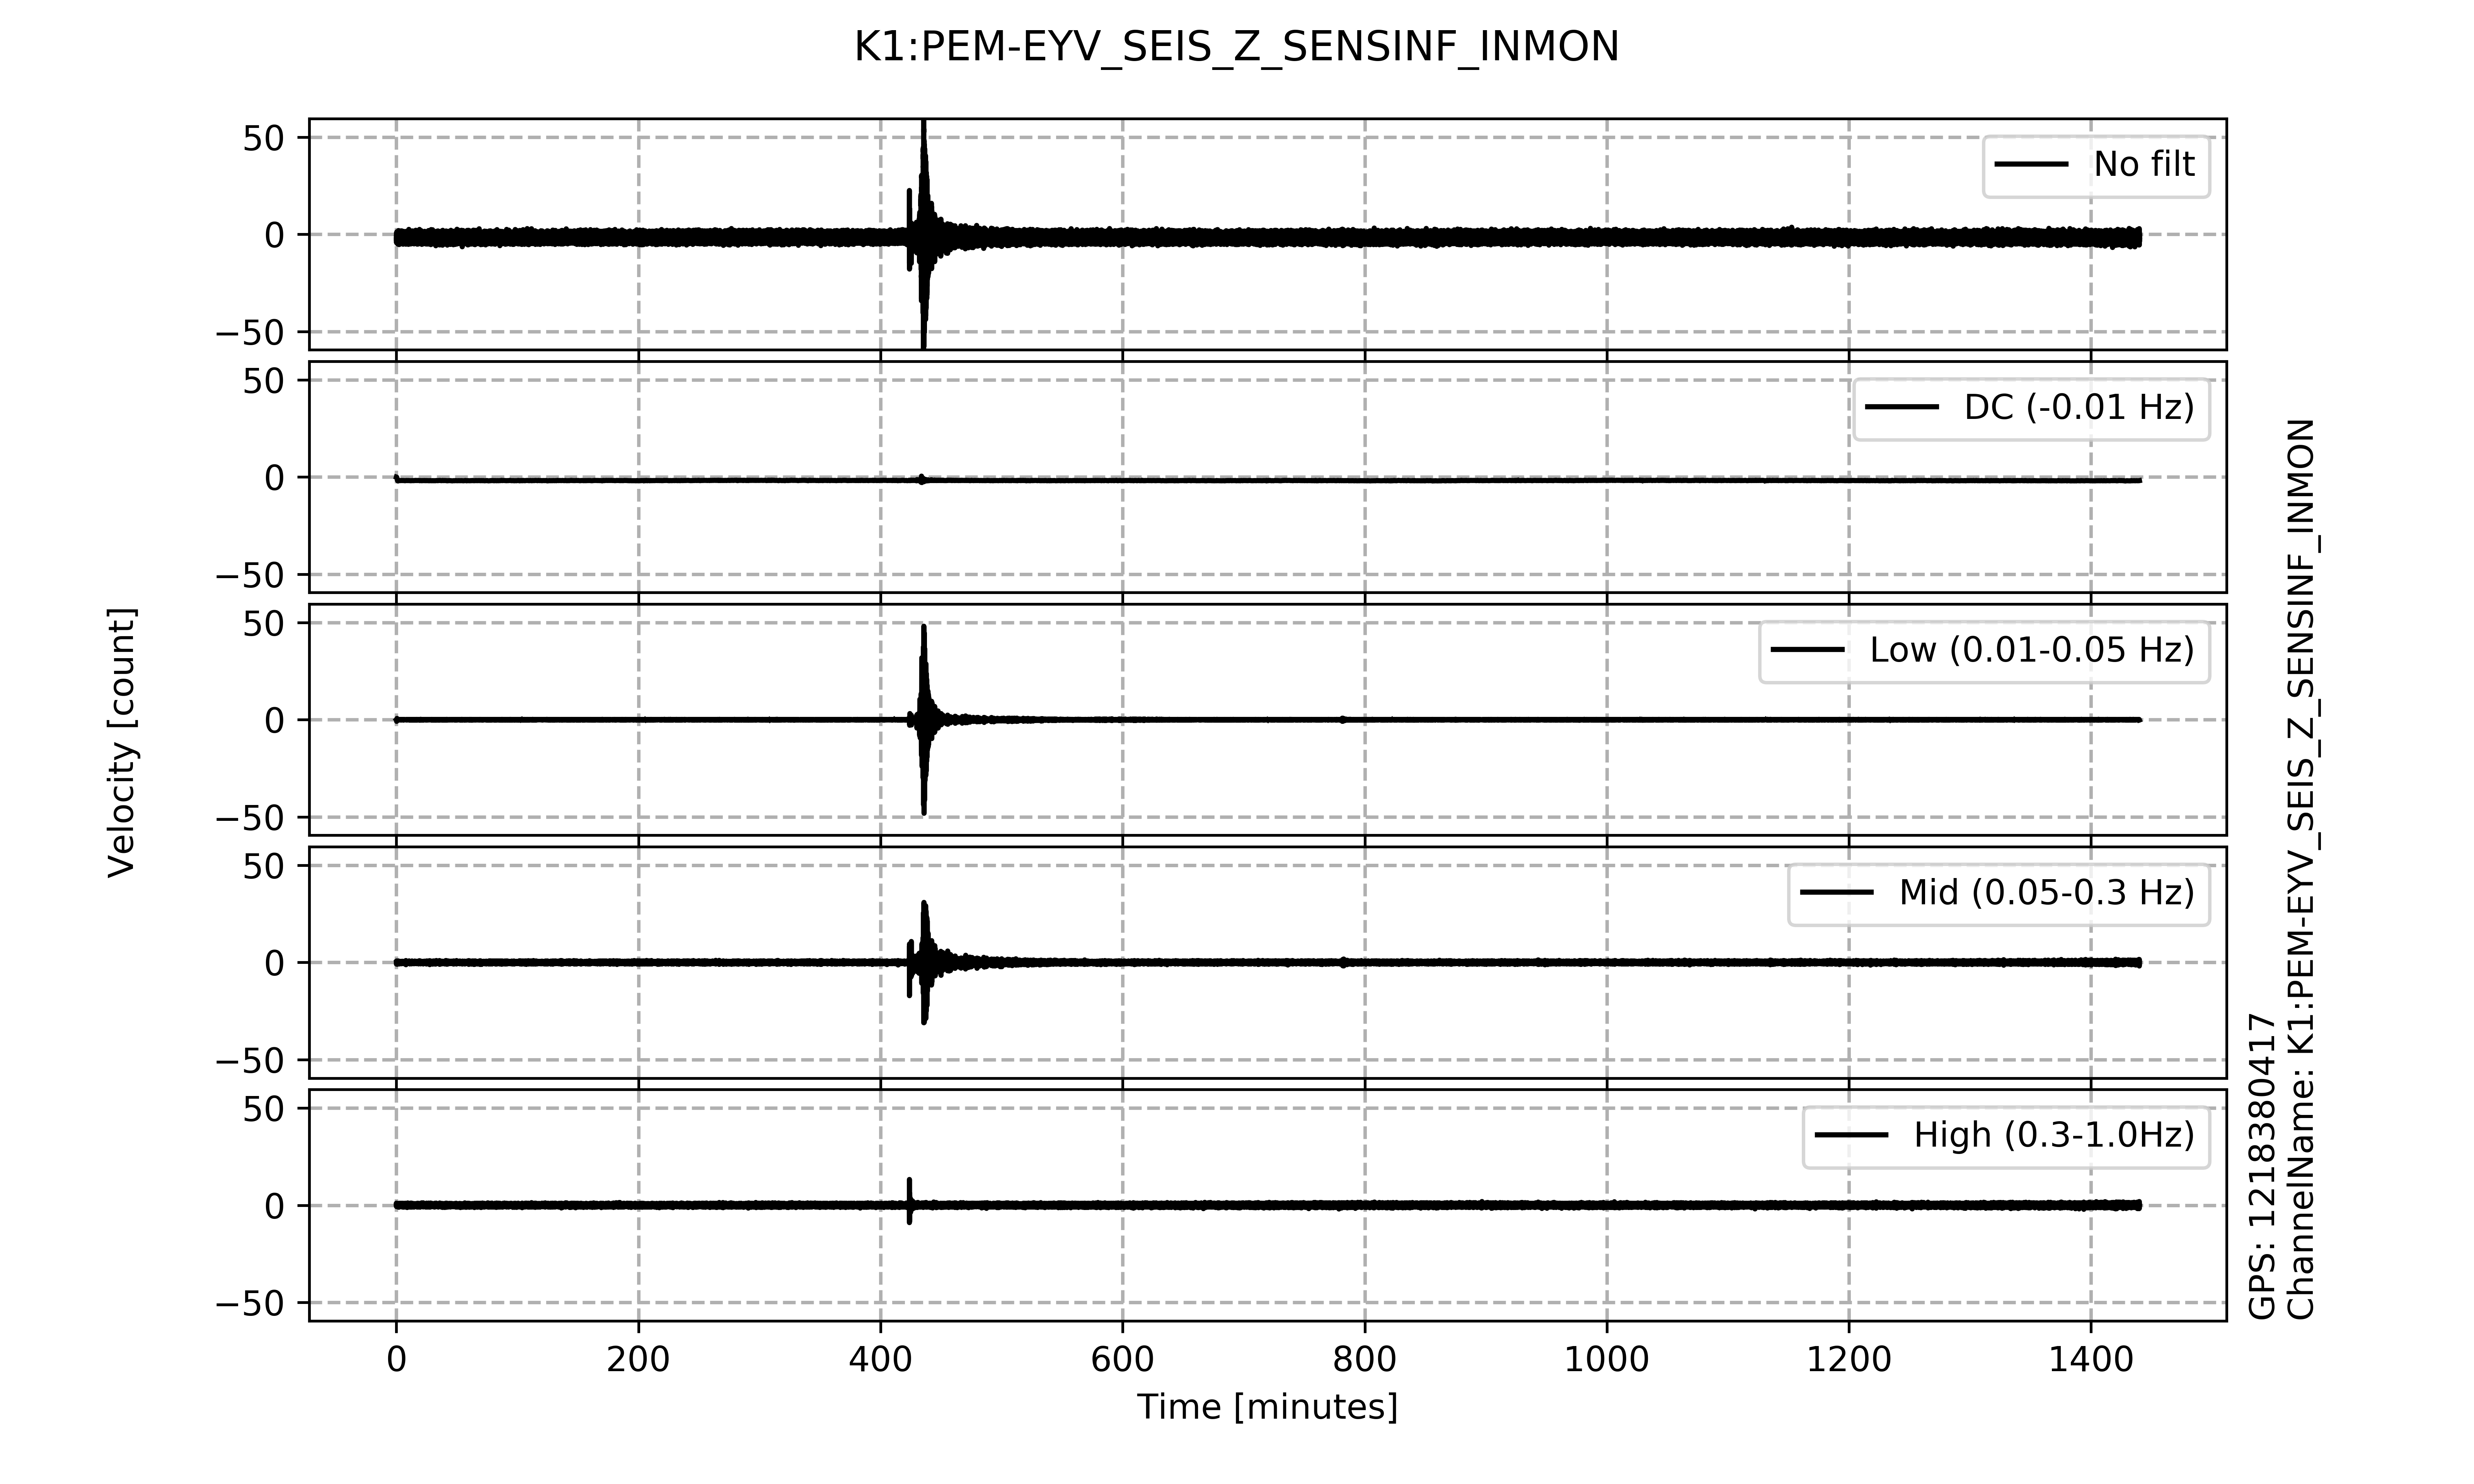 K1:PEM-EYV_SEIS_Z_SENSINF_INMON
50
0
−50
No filt
50
0
−50
DC (-0.01 Hz)
50
0
−50
Low (0.01-0.05 Hz)
50
0
−50
Mid (0.05-0.3 Hz)
50
0
−50
High (0.3-1.0Hz)
0 200 400 600 800 1000 1200 1400
Time [minutes]
Velocity [count]
GPS: 1218380417
ChannelName: K1:PEM-EYV_SEIS_Z_SENSINF_INMON